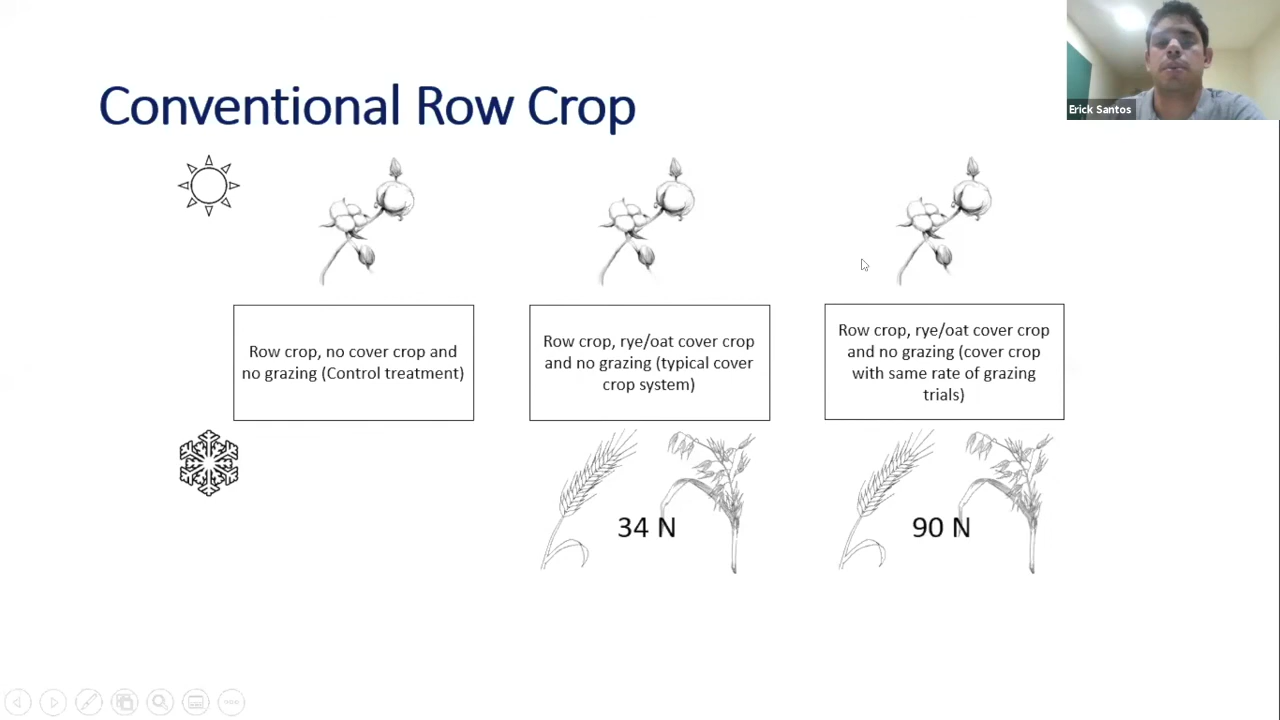 Erick Santos
Conventional Row Crop
Row crop, no cover crop and
no grazing (Control treatment)
Row crop, rye/oat cover crop
and no grazing (typical cover
crop system)
Row crop, rye/oat cover crop
and no grazing (cover crop
with same rate of grazing
trials)
34 N
90 N